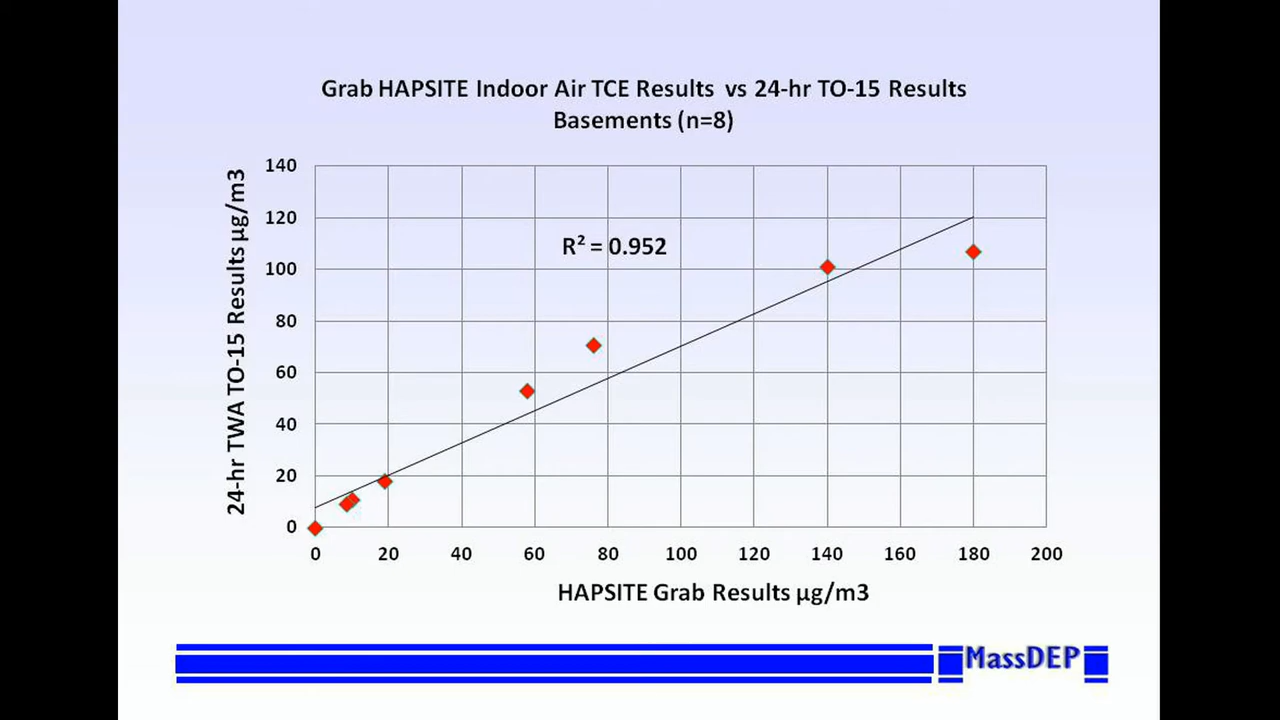 Grab HAPSITE Indoor Air TCE Results vs 24-hr TO-15 Results
Basements (n=8)
24-hr TWA TO-15 Results µg/m3
140
120
100
80
60
40
20
0
R² = 0.952
0 20 40 60 80 100 120 140 160 180 200
HAPSITE Grab Results µg/m3
MassDEP